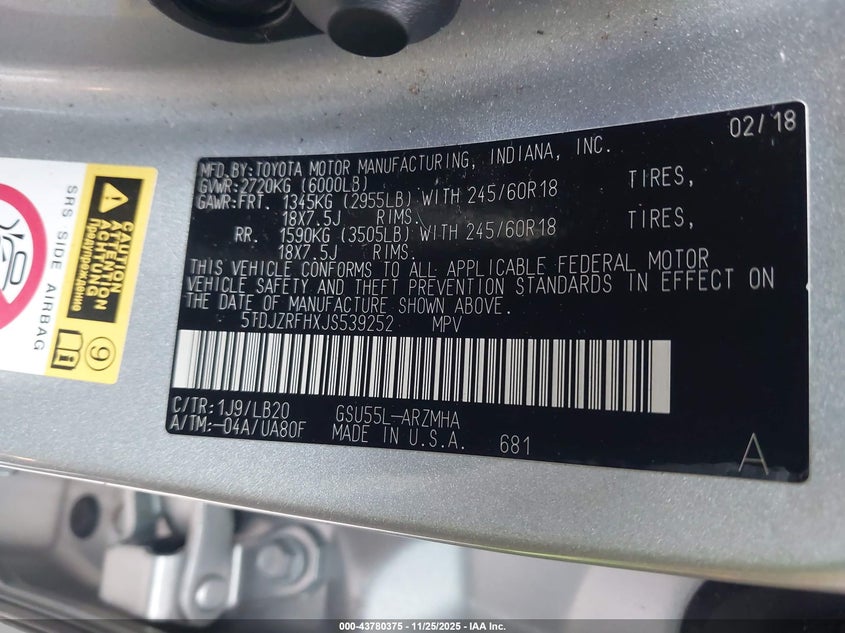 02/18
MFD.BY:TOYOTA MOTOR MANUFACTURING, INDIANA, INC.
GVWR:2720KG (6000LB)
GAWR:FRT. 1345KG (2955LB) WITH 245/60R18 TIRES,
18X7.5J RIMS.
RR. 1590KG (3505LB) WITH 245/60R18 TIRES,
18X7.5J RIMS.
THIS VEHICLE CONFORMS TO ALL APPLICABLE FEDERAL MOTOR
VEHICLE SAFETY AND THEFT PREVENTION STANDARDS IN EFFECT ON
THE DATE OF MANUFACTURE SHOWN ABOVE.
5TDJZRFHXJS539252 MPV
C/TR:1J9/LB20 GSU55L-ARZMHA
A/TM:-04A/UA80F MADE IN U.S.A. 681
A
SRS SIDE AIRBAG
CAUTION
ATTENTION
ACHTUNG
Предупреждение
9
i
000-43780375 - 11/25/2025 - IAA Inc.